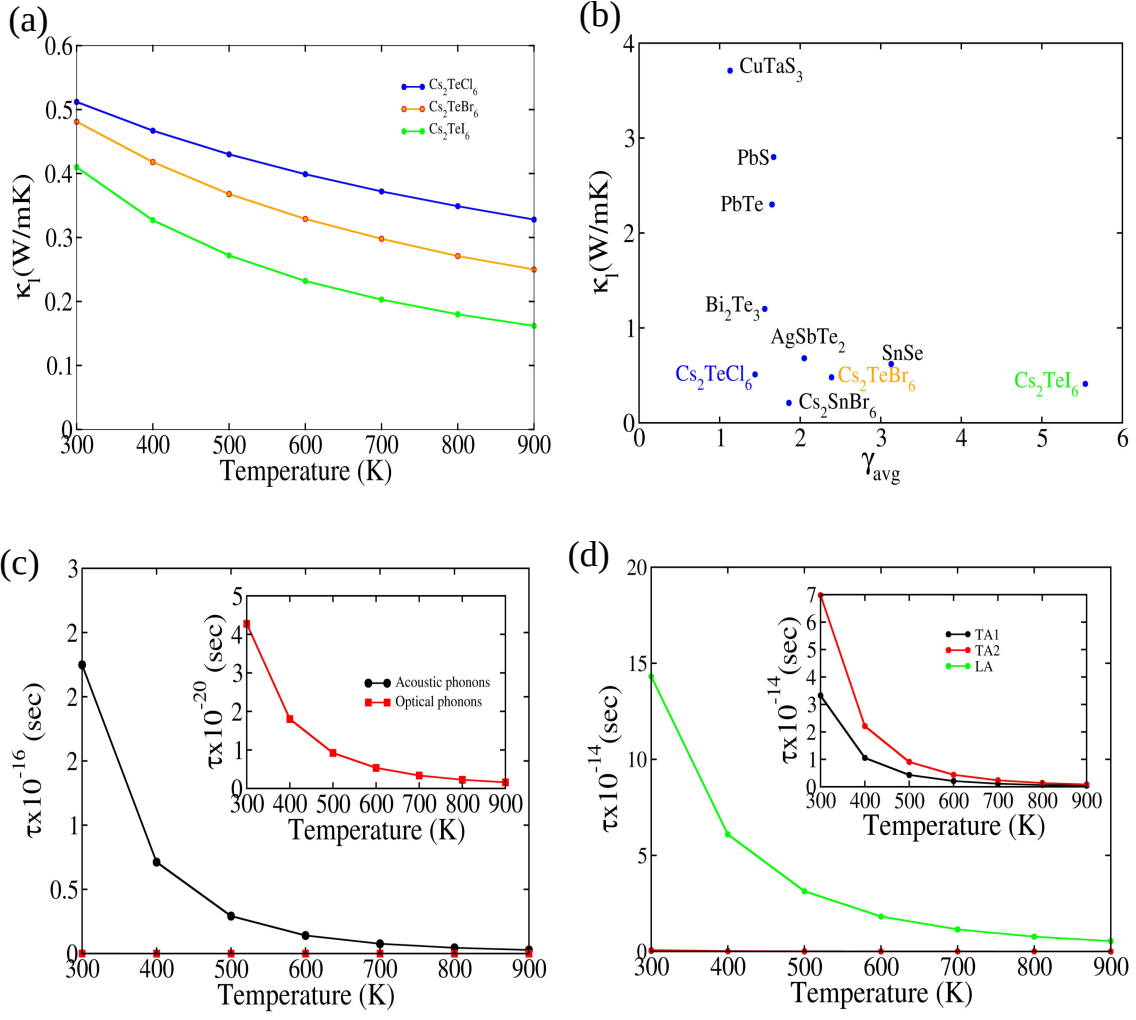 (a)
0.6
0.5
0.4
0.3
0.2
0.1
0
κl(W/mK)
Cs2TeCl6
Cs2TeBr6
Cs2TeI6
300 400 500 600 700 800 900
Temperature (K)
(b)
4
3
2
1
0
κl(W/mK)
CuTaS3
PbS
PbTe
Bi2Te3
AgSbTe2
SnSe
Cs2TeCl6
Cs2TeBr6
Cs2TeI6
Cs2SnBr6
0 1 2 3 4 5 6
γavg
(c)
3
2
2
2
1
0.5
0
τx10-16 (sec)
300 400 500 600 700 800 900
Temperature (K)
5
4
3
2
1
0
τx10-20 (sec)
Acoustic phonons
Optical phonons
300 400 500 600 700 800 900
Temperature (K)
(d)
20
15
10
5
0
τx10-14 (sec)
300 400 500 600 700 800 900
Temperature (K)
7
6
5
4
3
2
1
0
τx10-14 (sec)
TA1
TA2
LA
300 400 500 600 700 800 900
Temperature (K)